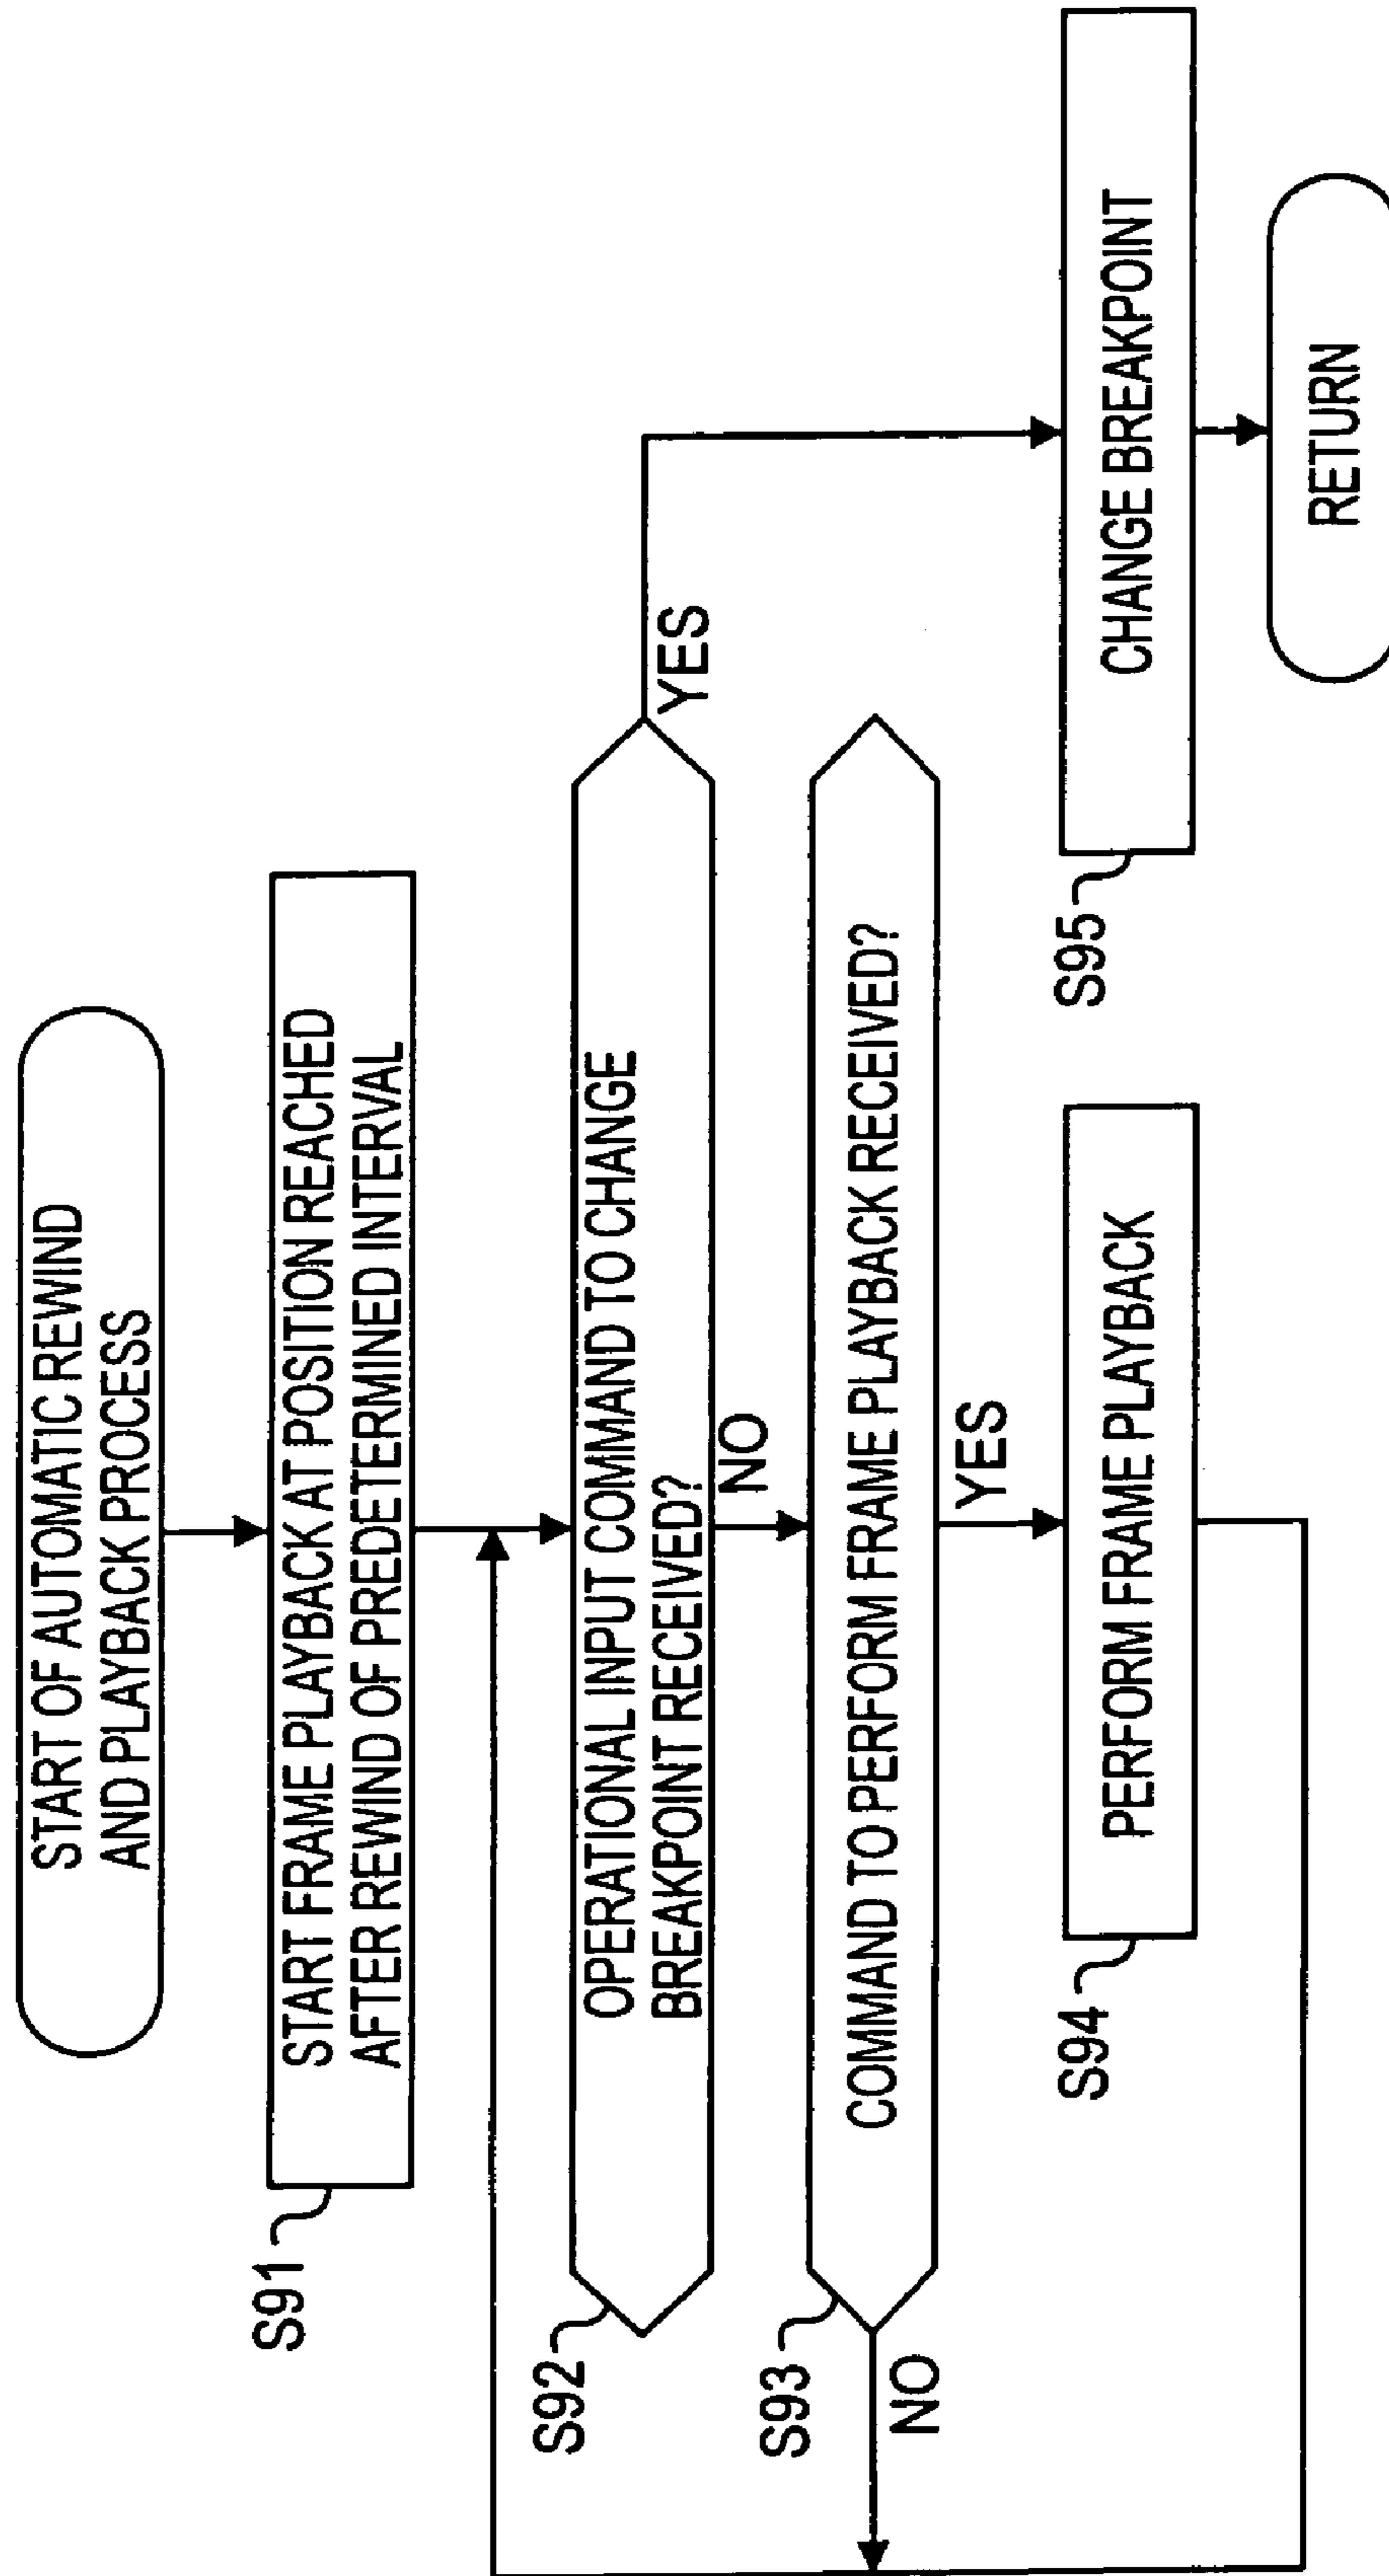 START OF AUTOMATIC REWIND
AND PLAYBACK PROCESS
S91
START FRAME PLAYBACK AT POSITION REACHED
AFTER REWIND OF PREDETERMINED INTERVAL
S92
OPERATIONAL INPUT COMMAND TO CHANGE
BREAKPOINT RECEIVED?
YES
NO
S93
COMMAND TO PERFORM FRAME PLAYBACK RECEIVED?
NO
YES
S94
PERFORM FRAME PLAYBACK
S95
CHANGE BREAKPOINT
RETURN